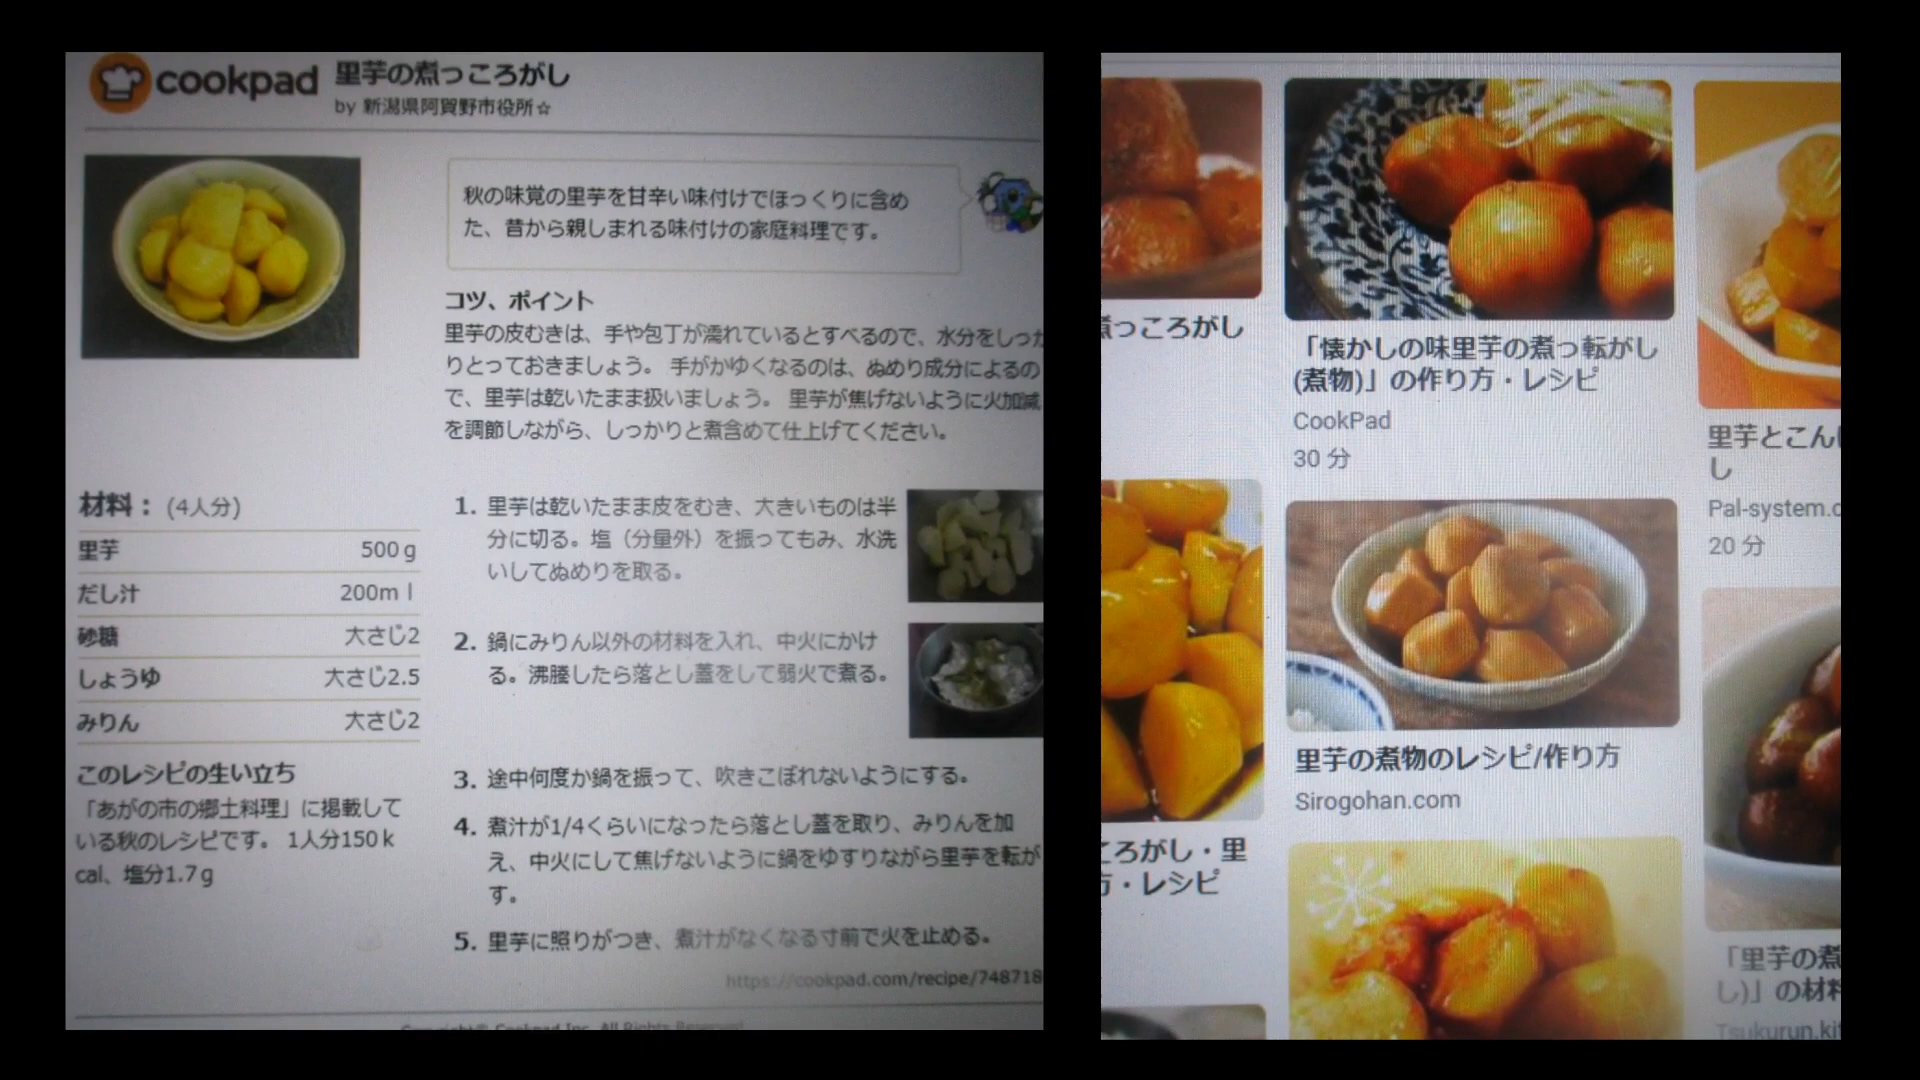 cookpad
里芋の煮っころがし
by 新潟県阿賀野市役所☆
秋の味覚の里芋を甘辛い味付けでほっくりに含め
た、昔から親しまれる味付けの家庭料理です。
コツ、ポイント
里芋の皮むきは、手や包丁が濡れているとすべるので、水分をしっか
りとっておきましょう。 手がかゆくなるのは、ぬめり成分によるの
で、里芋は乾いたまま扱いましょう。 里芋が焦げないように火加減
を調節しながら、しっかりと煮含めて仕上げてください。
材料： (4人分)
里芋 500g
だし汁 200ml
砂糖 大さじ2
しょうゆ 大さじ2.5
みりん 大さじ2
このレシピの生い立ち
「あがの市の郷土料理」に掲載して
いる秋のレシピです。 1人分150k
cal、塩分1.7g
1. 里芋は乾いたまま皮をむき、大きいものは半
分に切る。塩（分量外）を振ってもみ、水洗
いしてぬめりを取る。
2. 鍋にみりん以外の材料を入れ、中火にかけ
る。沸騰したら落とし蓋をして弱火で煮る。
3. 途中何度か鍋を振って、吹きこぼれないようにする。
4. 煮汁が1/4くらいになったら落とし蓋を取り、みりんを加
え、中火にして焦げないように鍋をゆすりながら里芋を転が
す。
5. 里芋に照りがつき、煮汁がなくなる寸前で火を止める。
https://cookpad.com/recipe/748718
煮っころがし
ころがし・里
方・レシピ
「懐かしの味里芋の煮っ転がし
(煮物)」の作り方・レシピ
CookPad
30 分
里芋の煮物のレシピ/作り方
Sirogohan.com
里芋とこん
し
Pal-system.c
20 分
「里芋の煮
し)」の材料
Tsukurun.kit